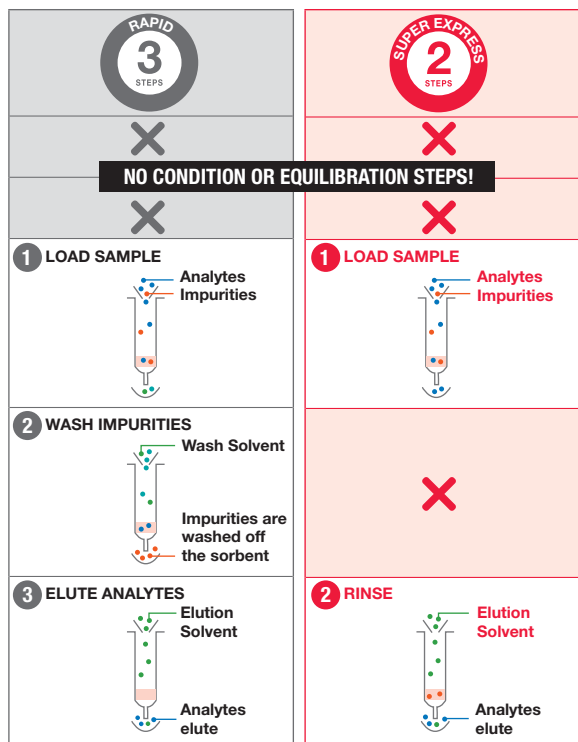 RAPID
3
STEPS
SUPER EXPRESS
2
STEPS
NO CONDITION OR EQUILIBRATION STEPS!
1 LOAD SAMPLE
Analytes
Impurities
1 LOAD SAMPLE
Analytes
Impurities
2 WASH IMPURITIES
Wash Solvent
Impurities are
washed off
the sorbent
3 ELUTE ANALYTES
Elution
Solvent
Analytes
elute
2 RINSE
Elution
Solvent
Analytes
elute